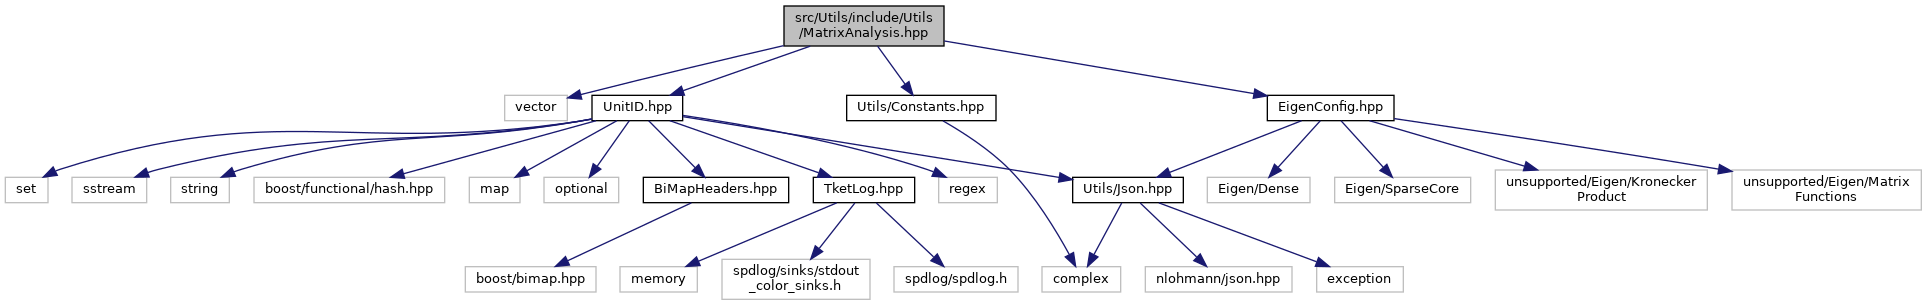 src/Utils/include/Utils
/MatrixAnalysis.hpp
vector
UnitID.hpp
Utils/Constants.hpp
EigenConfig.hpp
set
sstream
string
boost/functional/hash.hpp
map
optional
BiMapHeaders.hpp
TketLog.hpp
regex
Utils/Json.hpp
Eigen/Dense
Eigen/SparseCore
unsupported/Eigen/Kronecker
Product
unsupported/Eigen/Matrix
Functions
boost/bimap.hpp
memory
spdlog/sinks/stdout
_color_sinks.h
spdlog/spdlog.h
complex
nlohmann/json.hpp
exception